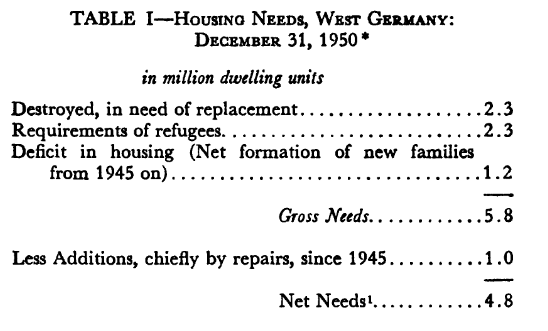 TABLE I—Housing Needs, West Germany:
December 31, 1950*
in million dwelling units
Destroyed, in need of replacement...................2.3
Requirements of refugees...........................2.3
Deficit in housing (Net formation of new families
from 1945 on)................................1.2
Gross Needs............5.8
Less Additions, chiefly by repairs, since 1945..........1.0
Net Needs¹............4.8